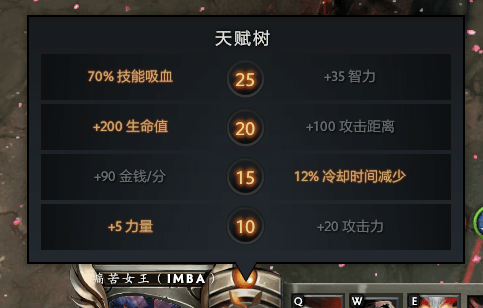 天赋树
70% 技能吸血 25 +35 智力
+200 生命值 20 +100 攻击距离
+90 金钱/分 15 12% 冷却时间减少
+5 力量 10 +20 攻击力
痛苦女王（IMBA）
Q W E